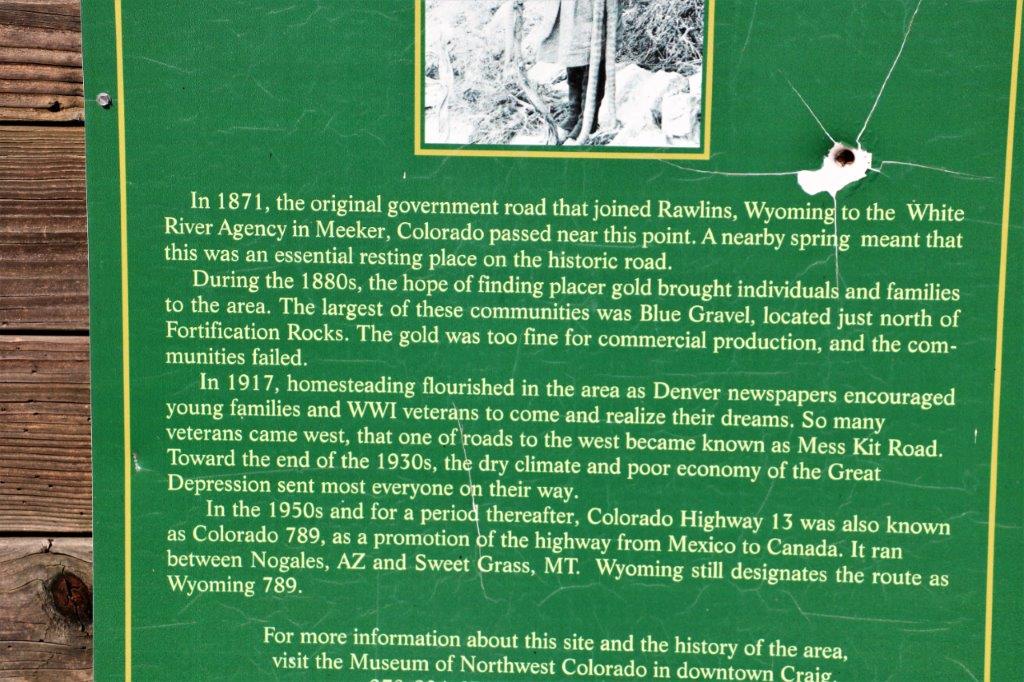 In 1871, the original government road that joined Rawlins, Wyoming to the White
River Agency in Meeker, Colorado passed near this point. A nearby spring meant that
this was an essential resting place on the historic road.
During the 1880s, the hope of finding placer gold brought individuals and families
to the area. The largest of these communities was Blue Gravel, located just north of
Fortification Rocks. The gold was too fine for commercial production, and the com-
munities failed.
In 1917, homesteading flourished in the area as Denver newspapers encouraged
young families and WWI veterans to come and realize their dreams. So many
veterans came west, that one of roads to the west became known as Mess Kit Road.
Toward the end of the 1930s, the dry climate and poor economy of the Great
Depression sent most everyone on their way.
In the 1950s and for a period thereafter, Colorado Highway 13 was also known
as Colorado 789, as a promotion of the highway from Mexico to Canada. It ran
between Nogales, AZ and Sweet Grass, MT. Wyoming still designates the route as
Wyoming 789.
For more information about this site and the history of the area,
visit the Museum of Northwest Colorado in downtown Craig.